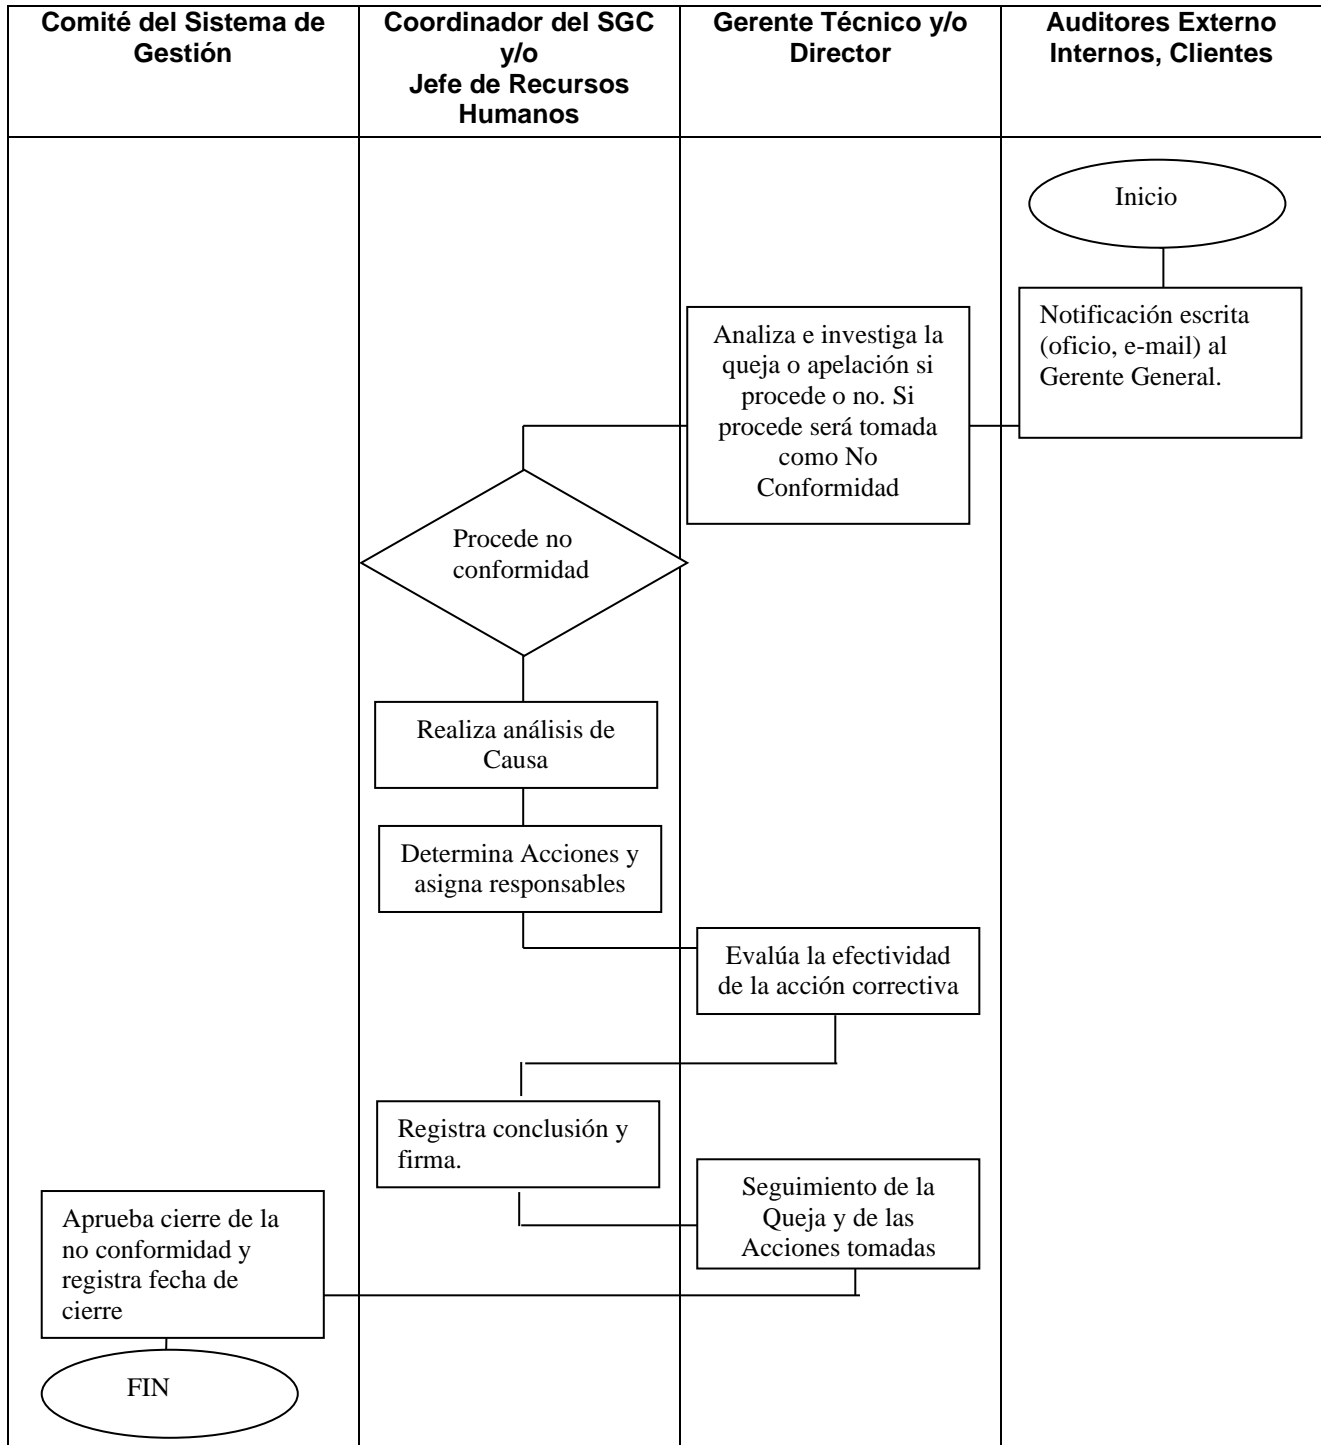 Comité del Sistema de
Gestión
Coordinador del SGC
y/o
Jefe de Recursos
Humanos
Gerente Técnico y/o
Director
Auditores Externo
Internos, Clientes
Inicio
Notificación escrita
(oficio, e-mail) al
Gerente General.
Analiza e investiga la
queja o apelación si
procede o no. Si
procede será tomada
como No
Conformidad
Procede no
conformidad
Realiza análisis de
Causa
Determina Acciones y
asigna responsables
Evalúa la efectividad
de la acción correctiva
Registra conclusión y
firma.
Seguimiento de la
Queja y de las
Acciones tomadas
Aprueba cierre de la
no conformidad y
registra fecha de
cierre
FIN